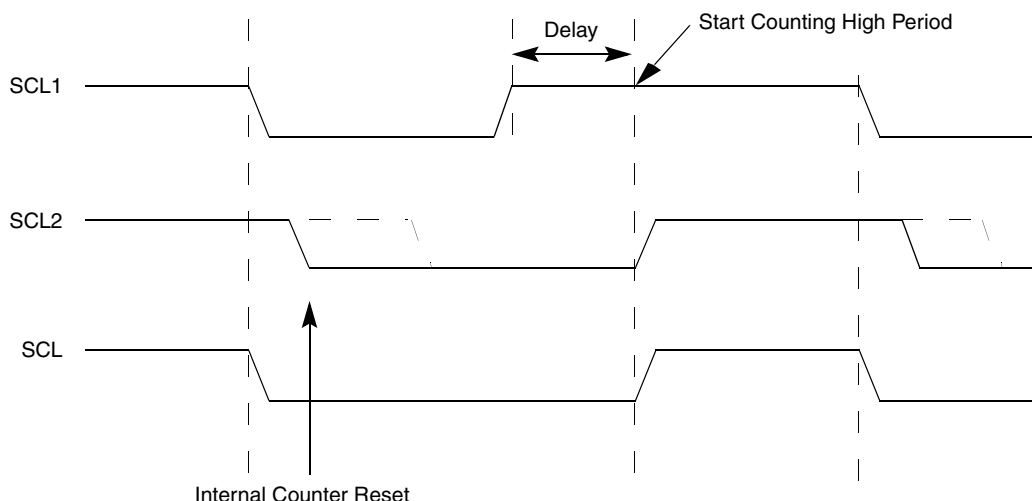 Start Counting High Period
Delay
SCL1
SCL2
SCL
Internal Counter Reset